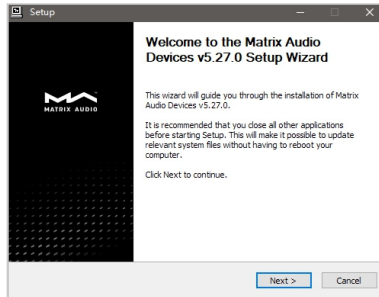 Setup
Welcome to the Matrix Audio
Devices v5.27.0 Setup Wizard
MATRIX AUDIO
This wizard will guide you through the installation of Matrix
Audio Devices v5.27.0.
It is recommended that you close all other applications
before starting Setup. This will make it possible to update
relevant system files without having to reboot your
computer.
Click Next to continue.
Next >
Cancel